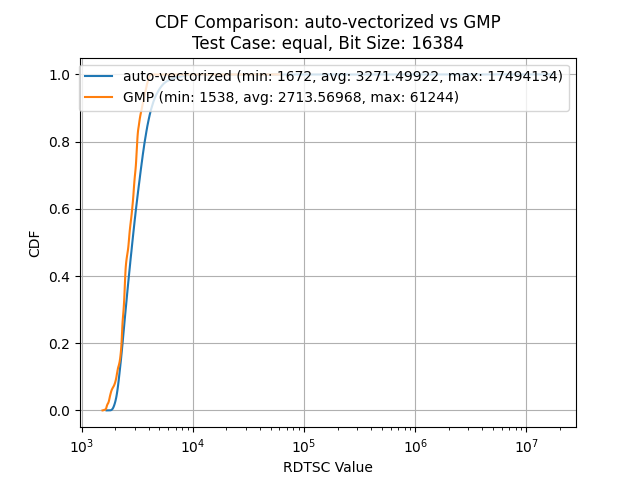 CDF Comparison: auto-vectorized vs GMP
Test Case: equal, Bit Size: 16384
auto-vectorized (min: 1672, avg: 3271.49922, max: 17494134)
GMP (min: 1538, avg: 2713.56968, max: 61244)
1.0
0.8
0.6
0.4
0.2
0.0
CDF
10³ 10⁴ 10⁵ 10⁶ 10⁷
RDTSC Value